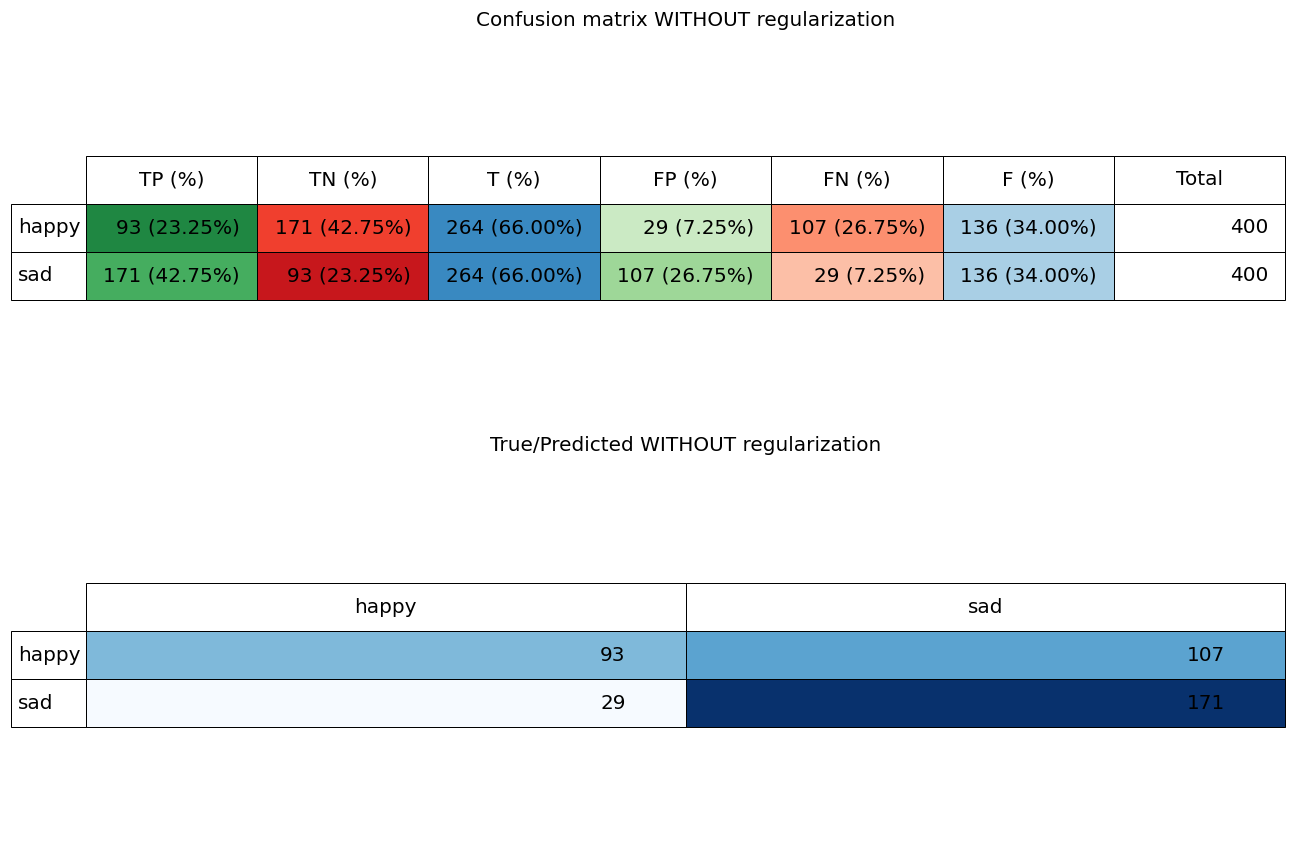 Confusion matrix WITHOUT regularization
TP (%) TN (%) T (%) FP (%) FN (%) F (%) Total
happy 93 (23.25%) 171 (42.75%) 264 (66.00%) 29 (7.25%) 107 (26.75%) 136 (34.00%) 400
sad 171 (42.75%) 93 (23.25%) 264 (66.00%) 107 (26.75%) 29 (7.25%) 136 (34.00%) 400
True/Predicted WITHOUT regularization
happy sad
happy 93 107
sad 29 171